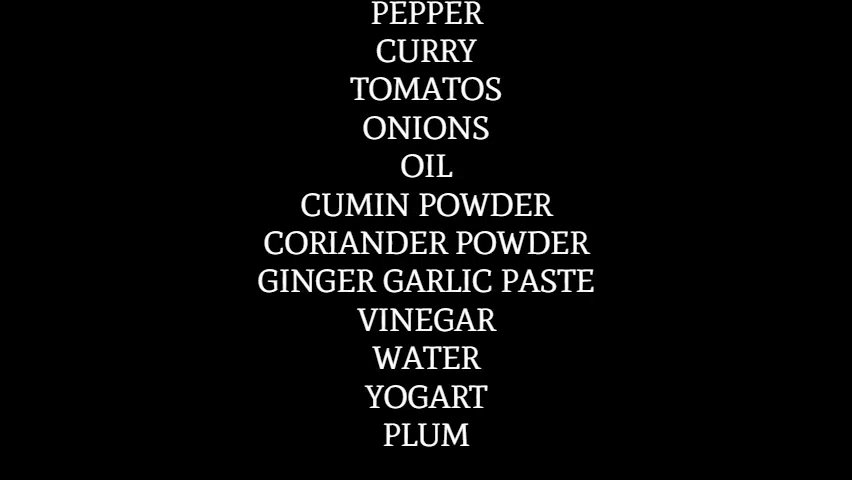 PEPPER
CURRY
TOMATOS
ONIONS
OIL
CUMIN POWDER
CORIANDER POWDER
GINGER GARLIC PASTE
VINEGAR
WATER
YOGART
PLUM